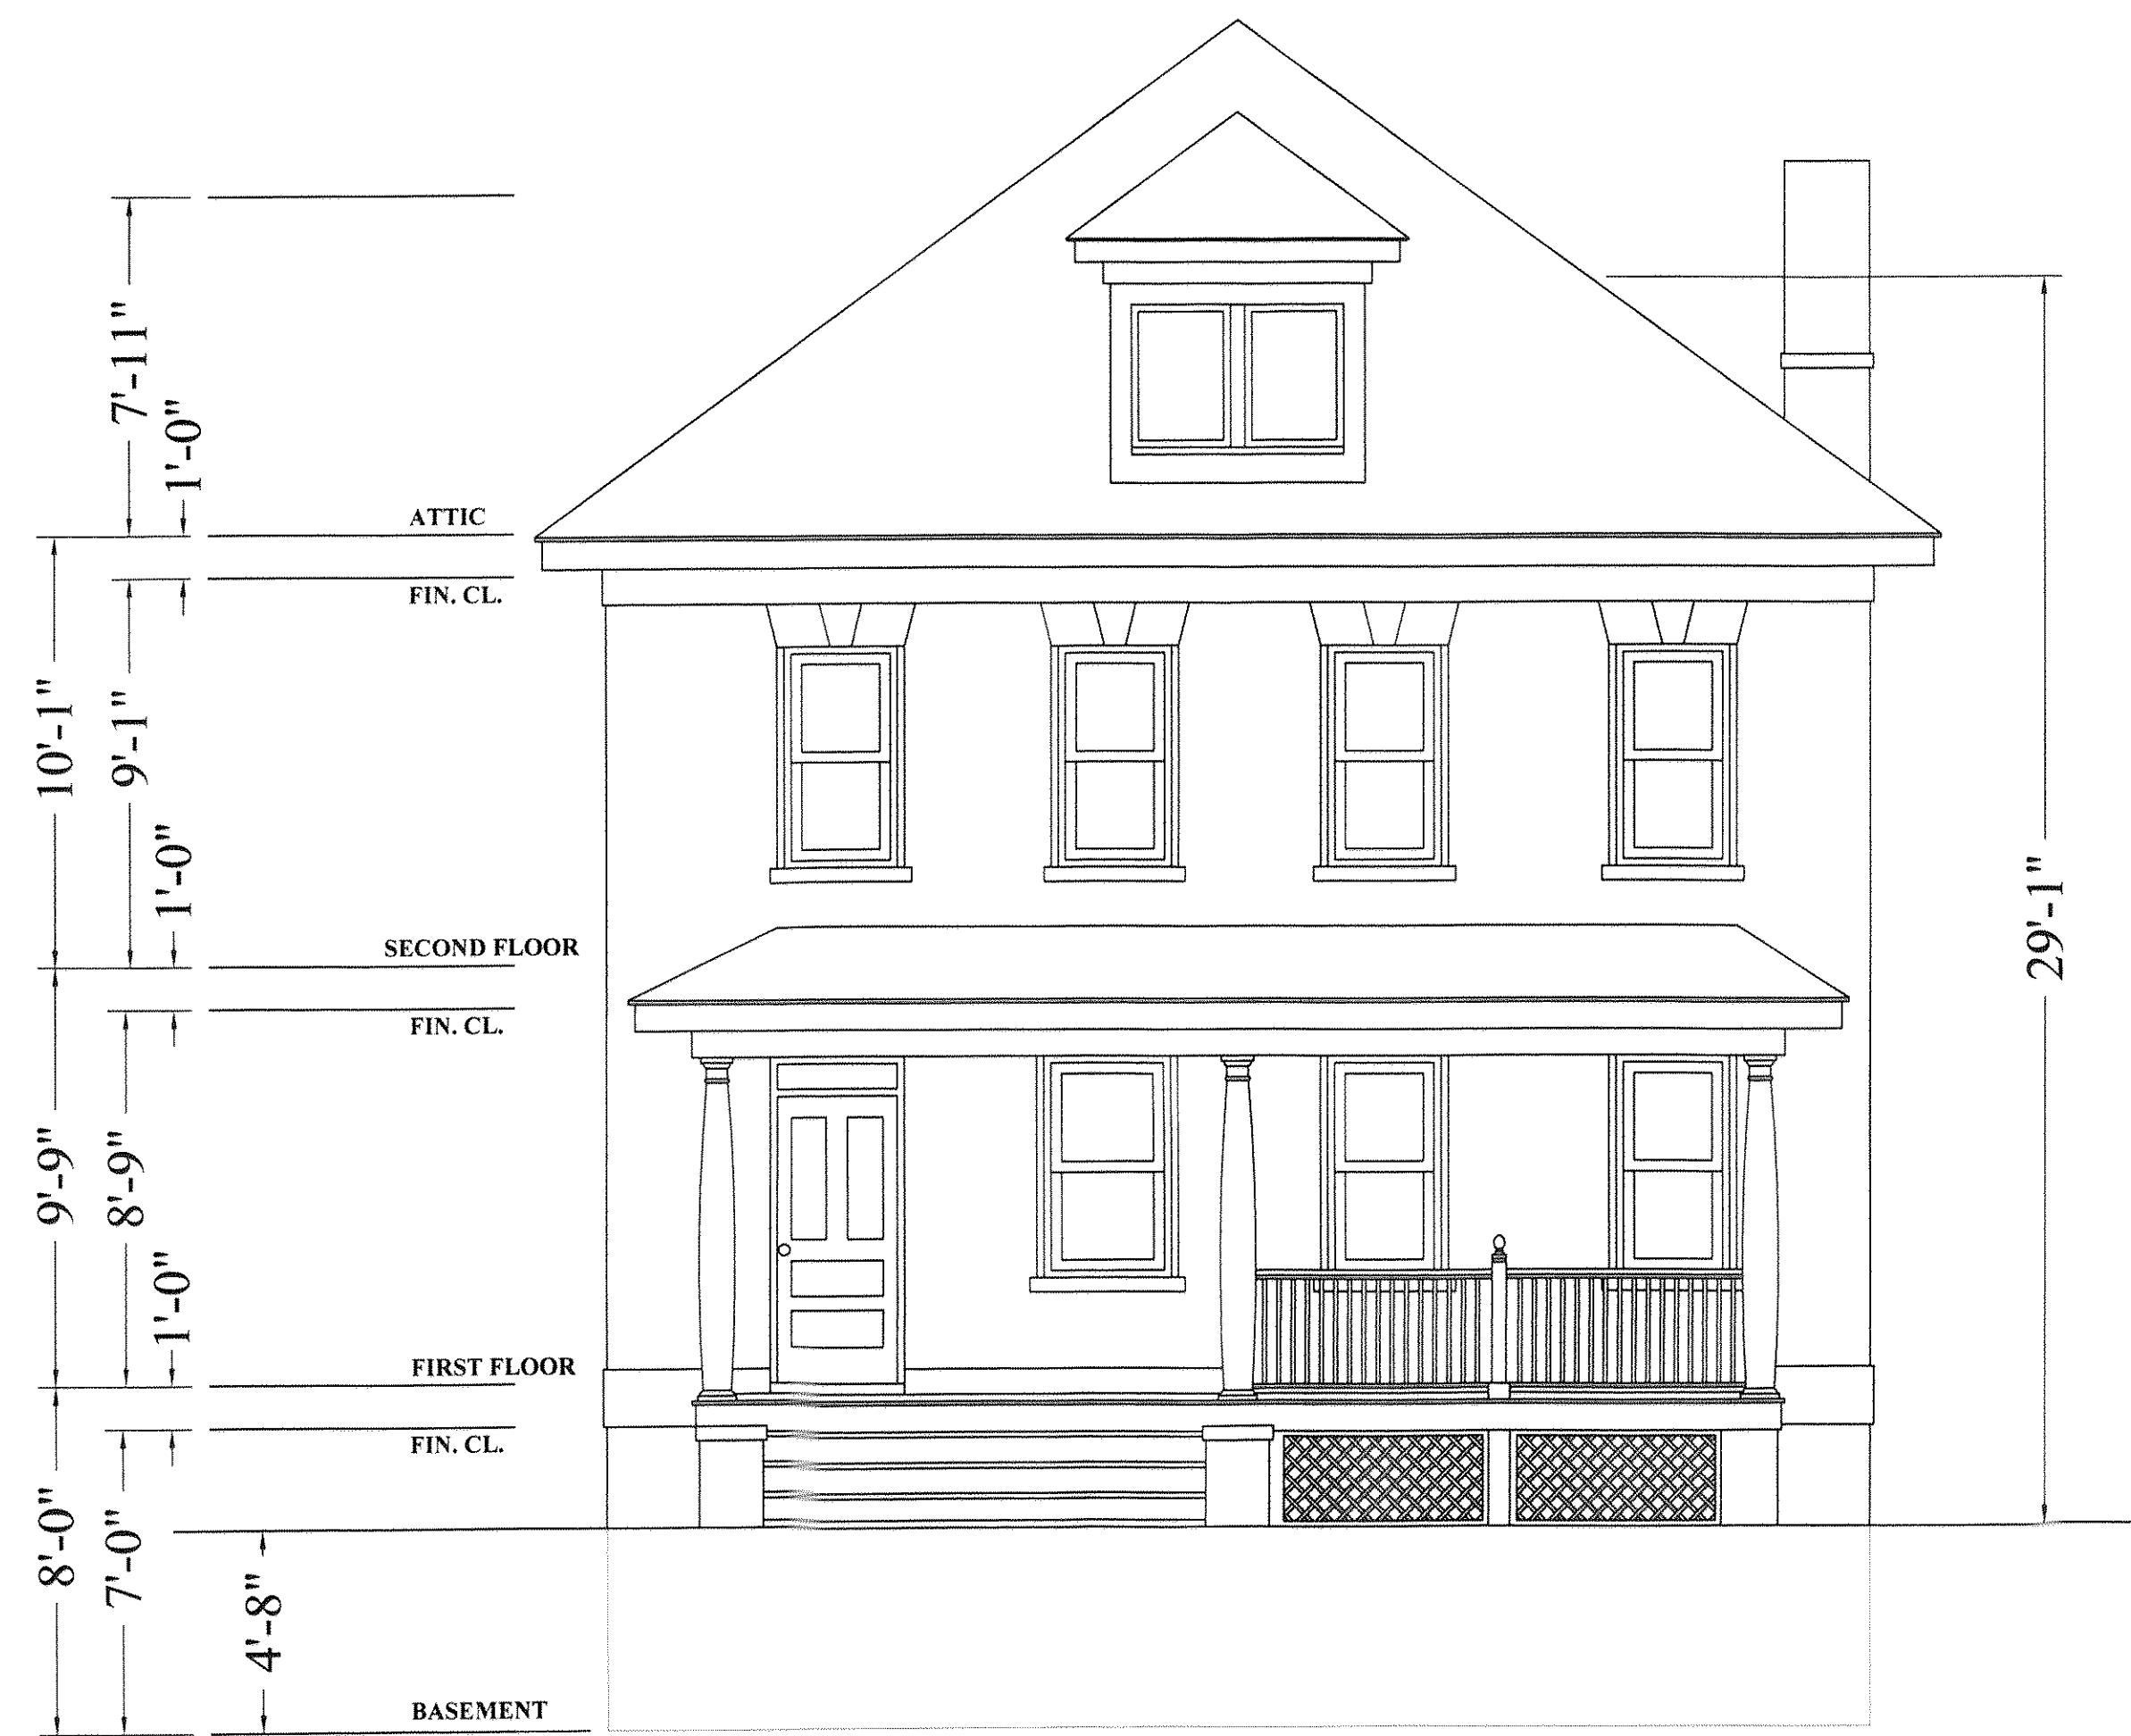 7'-11"
1'-0"
ATTIC
FIN. CL.
10'-1"
9'-1"
1'-0"
SECOND FLOOR
FIN. CL.
29'-1"
9'-9"
8'-9"
1'-0"
FIRST FLOOR
FIN. CL.
8'-0"
7'-0"
4'-8"
BASEMENT